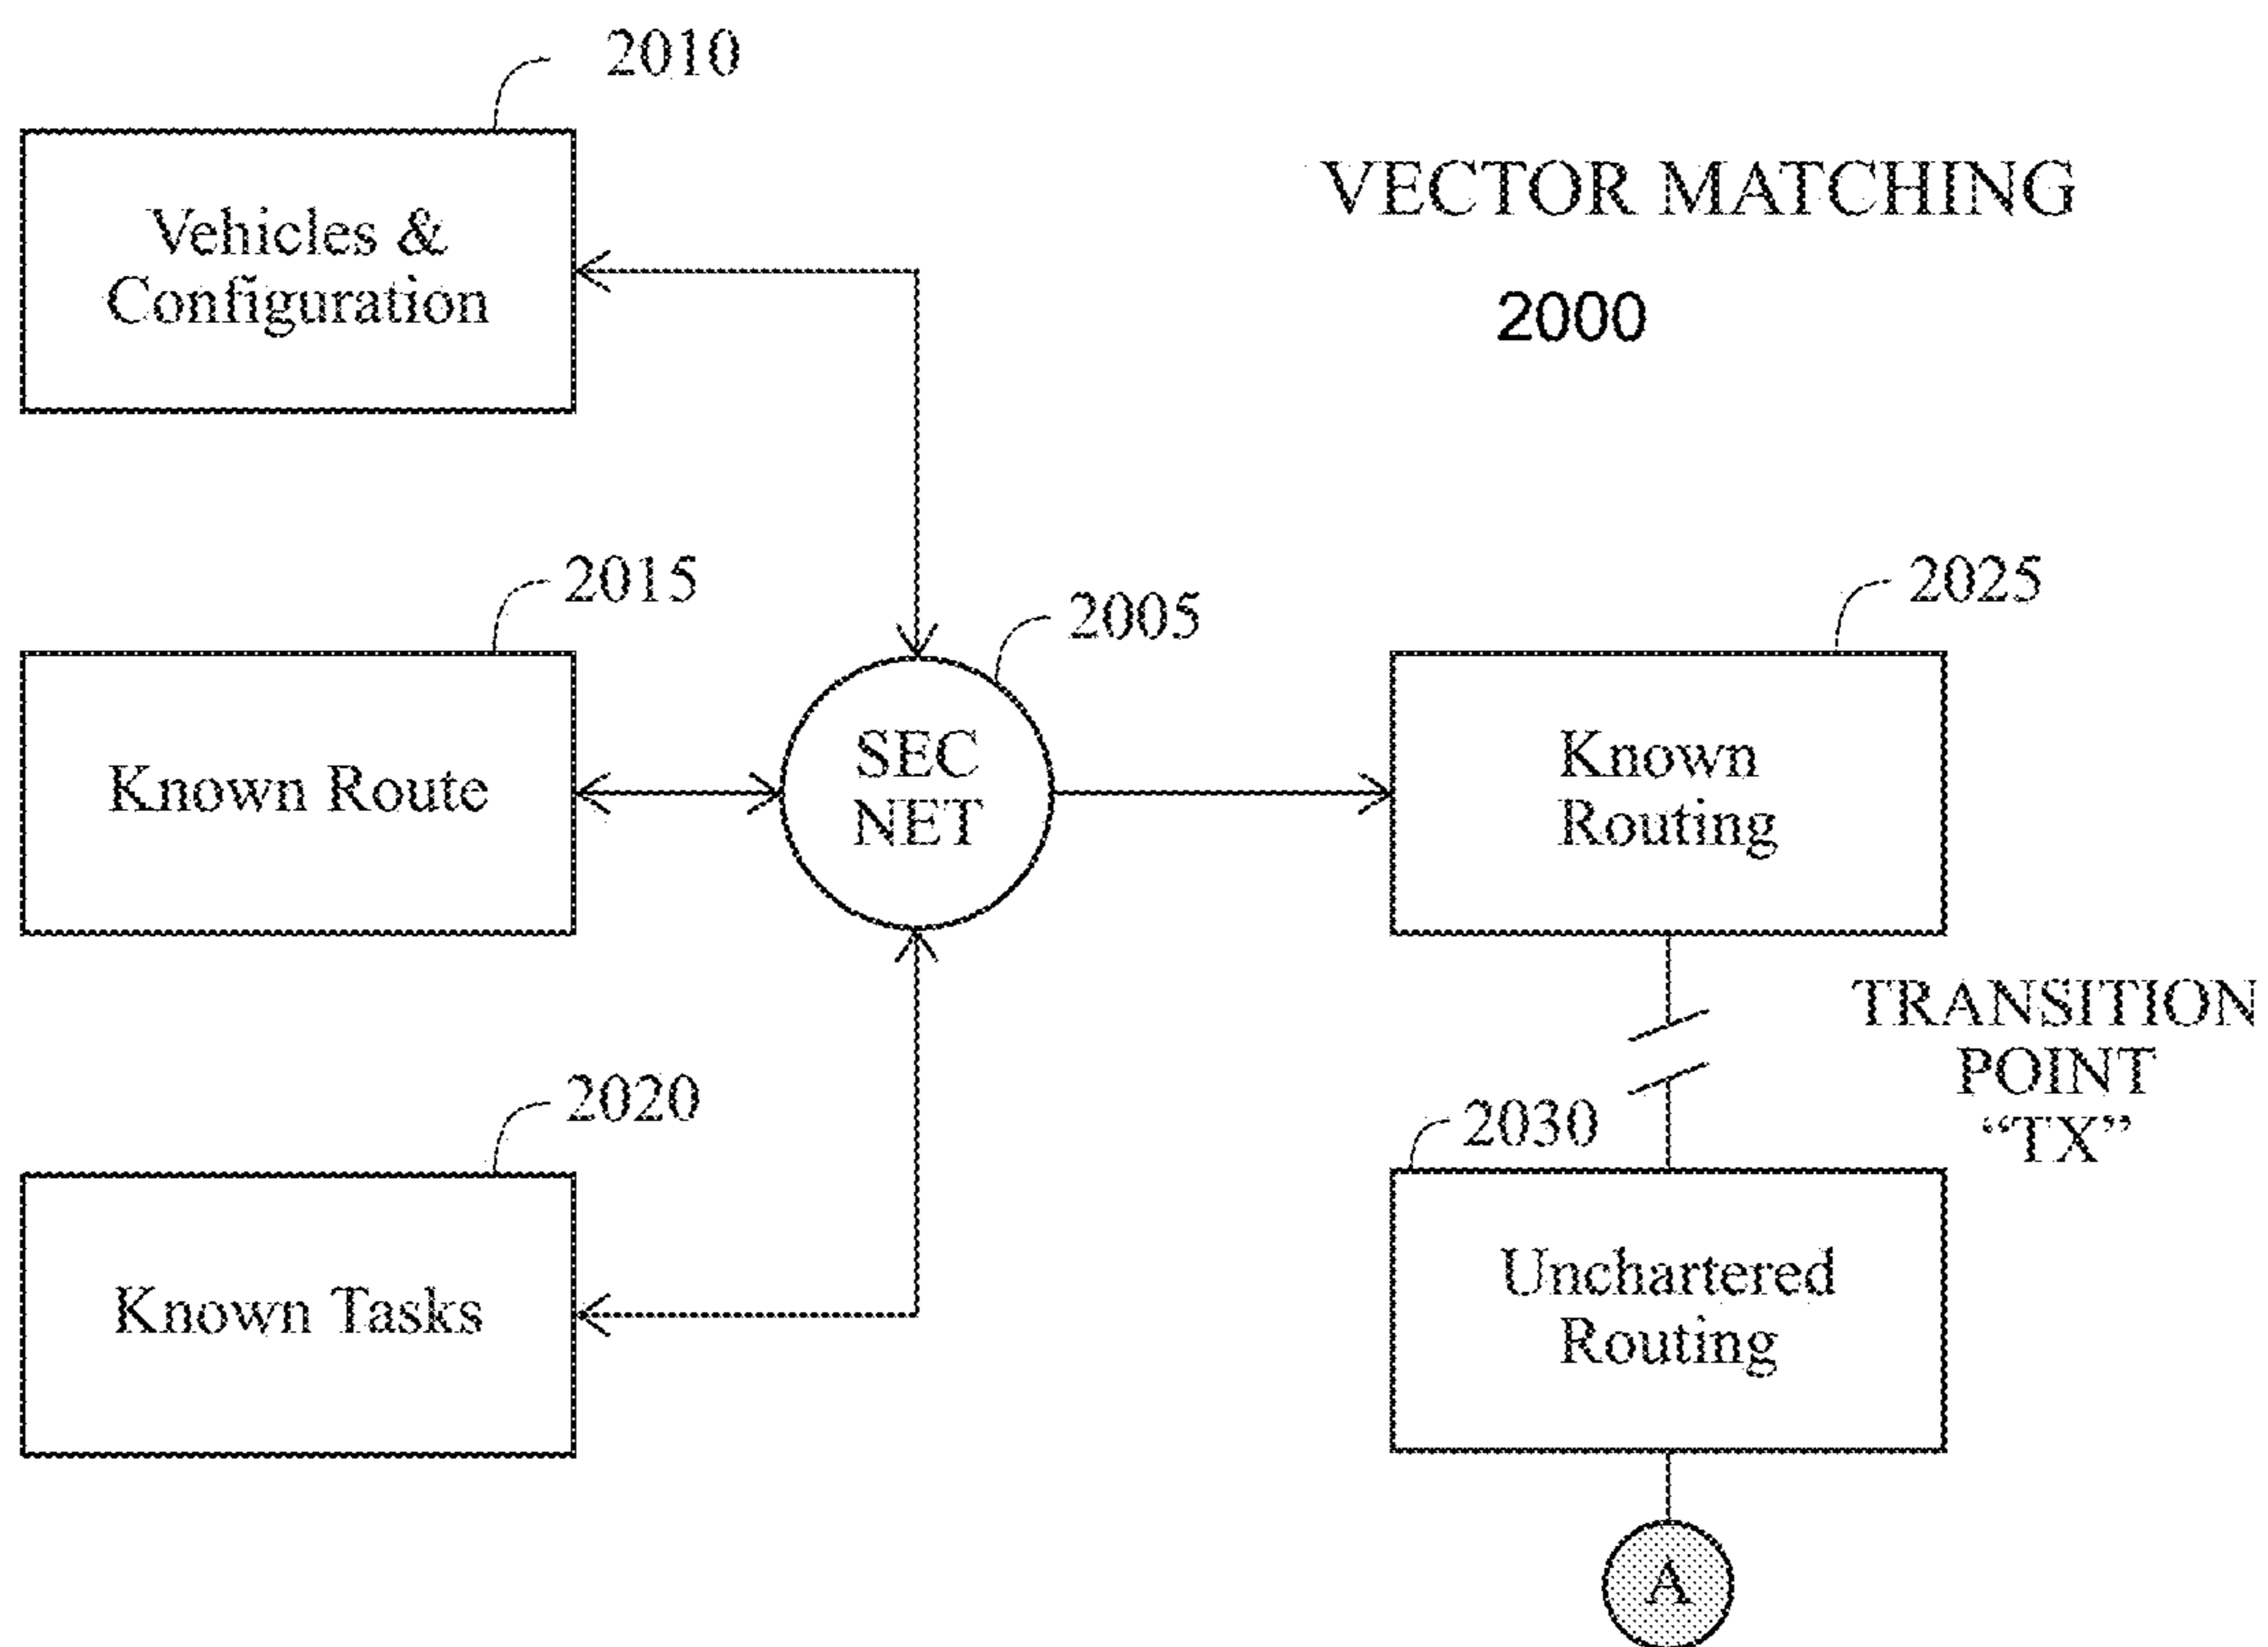 2010
Vehicles &
Configuration
VECTOR MATCHING
2000
2015
Known Route
2005
SEC
NET
2025
Known
Routing
TRANSITION
POINT
“TX”
2020
Known Tasks
2030
Unchartered
Routing
A